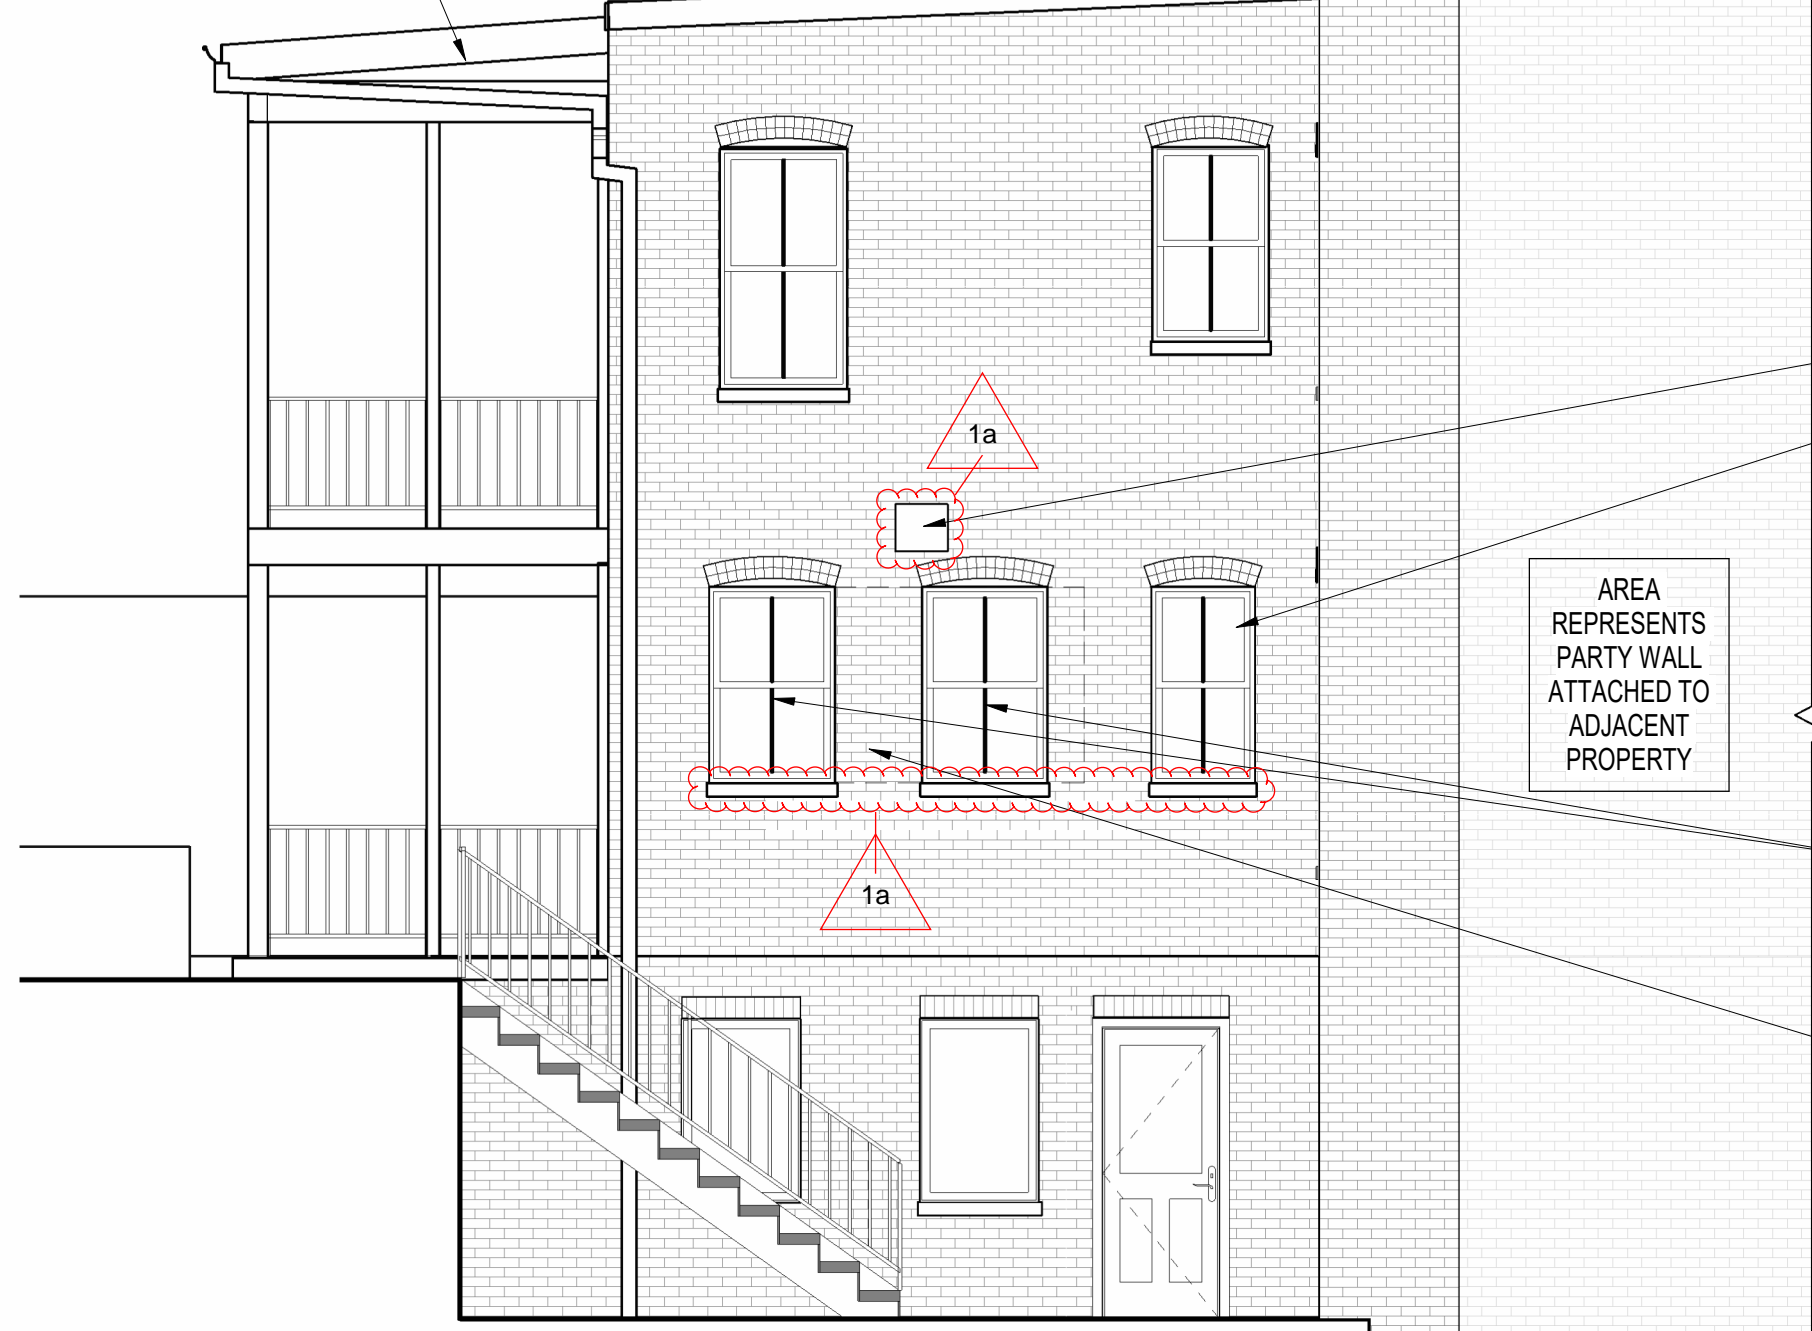 1a
AREA
REPRESENTS
PARTY WALL
ATTACHED TO
ADJACENT
PROPERTY
1a